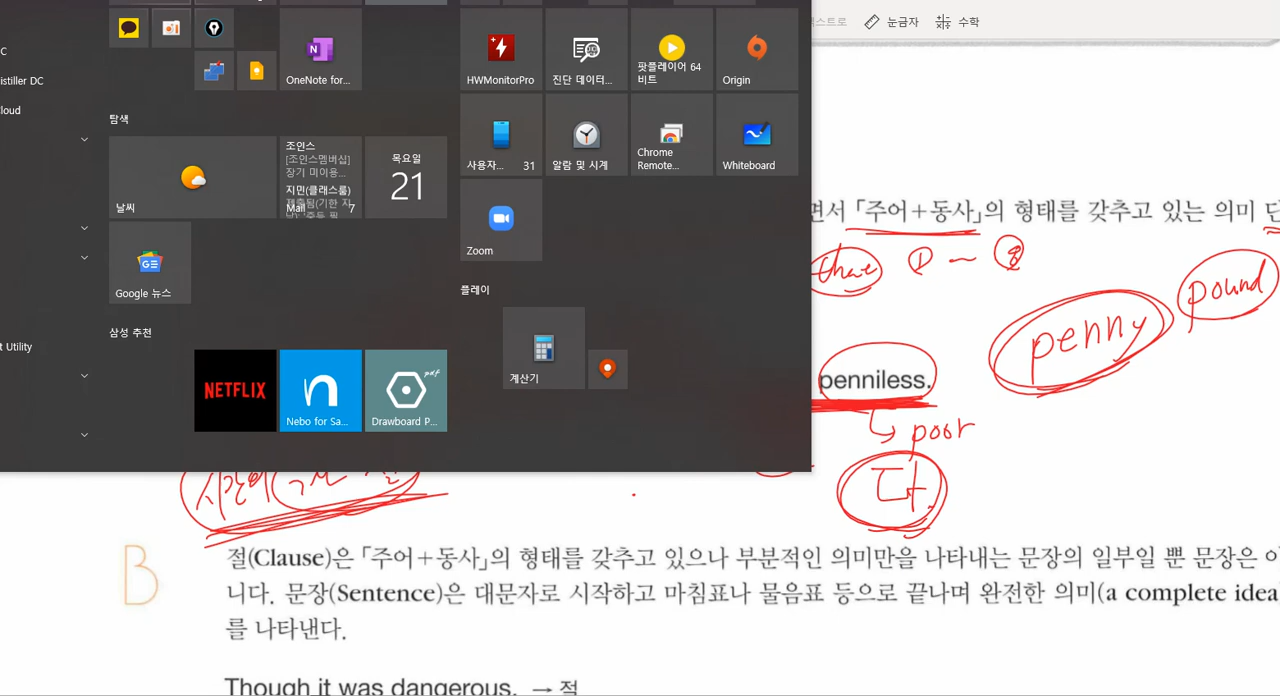 스트로 눈금자 수학
C
istiller DC
Cloud
t Utility
OneNote for...
HWMonitorPro
진단 데이터...
팟플레이어 64
비트
Origin
탐색
날씨
조인스
[조인스멤버십]
장기 미이용...
지민(클래스룸)
Mail 7
목요일
21
사용자... 31
알람 및 시계
Chrome
Remote...
Whiteboard
Google 뉴스
Zoom
플레이
삼성 추천
계산기
NETFLIX
Nebo for Sa...
pdf
Drawboard P...
면서 「주어+동사」의 형태를 갖추고 있는 의미 단
that ① ~ ②
penny
pound
penniless.
poor
다.
B
절(Clause)은 「주어+동사」의 형태를 갖추고 있으나 부분적인 의미만을 나타내는 문장의 일부일 뿐 문장은 아
니다. 문장(Sentence)은 대문자로 시작하고 마침표나 물음표 등으로 끝나며 완전한 의미(a complete idea
를 나타낸다.
Though it was dangerous. → 절